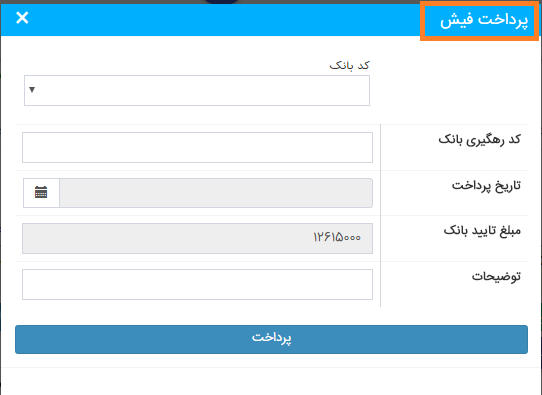 پرداخت فیش
کد بانک
کد رهگیری بانک
تاریخ پرداخت
مبلغ تایید بانک ۱۲۶۱۵۰۰۰
توضیحات
پرداخت